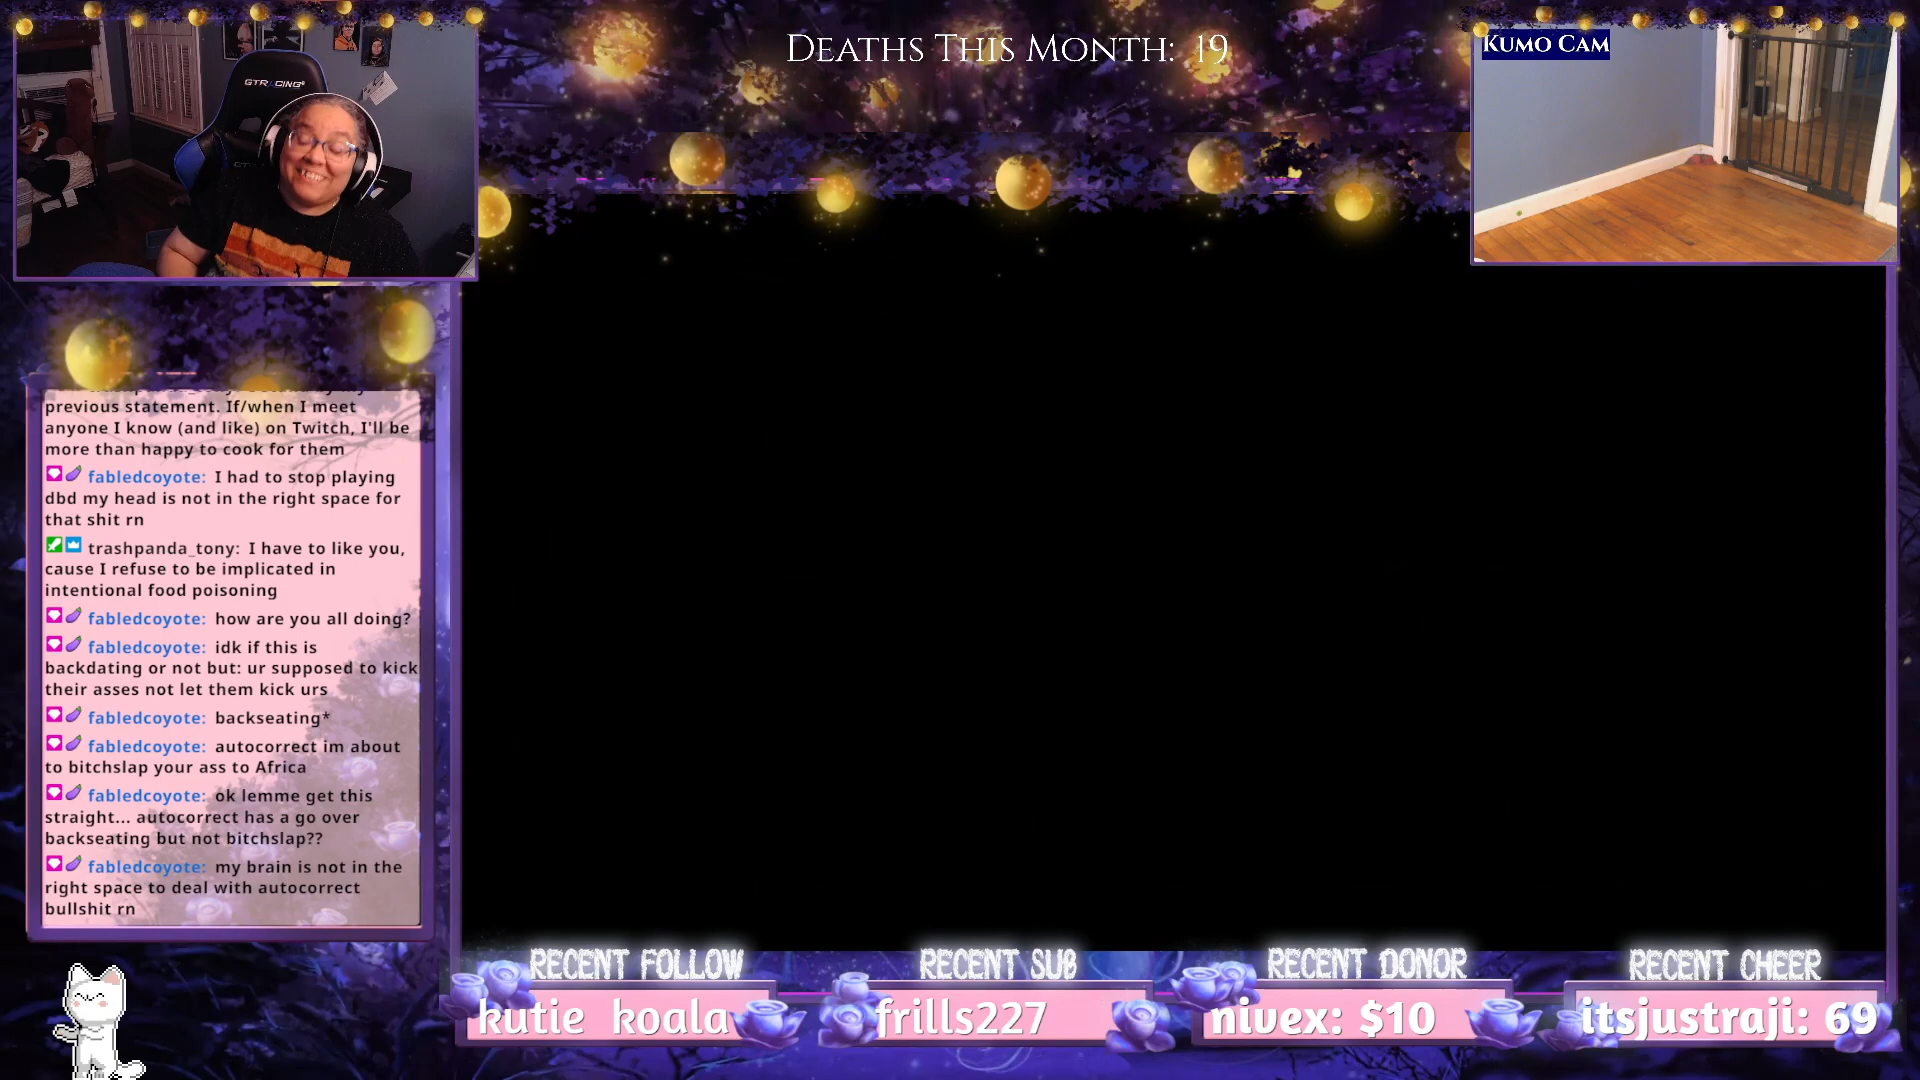 Deaths This Month: 19
Kumo Cam
GTRACING
previous statement. If/when I meet
anyone I know (and like) on Twitch, I'll be
more than happy to cook for them
fabledcoyote: I had to stop playing
dbd my head is not in the right space for
that shit rn
trashpanda_tony: I have to like you,
cause I refuse to be implicated in
intentional food poisoning
fabledcoyote: how are you all doing?
fabledcoyote: idk if this is
backdating or not but: ur supposed to kick
their asses not let them kick urs
fabledcoyote: backseating*
fabledcoyote: autocorrect im about
to bitchslap your ass to Africa
fabledcoyote: ok lemme get this
straight... autocorrect has a go over
backseating but not bitchslap??
fabledcoyote: my brain is not in the
right space to deal with autocorrect
bullshit rn
RECENT FOLLOW
kutie koala
RECENT SUB
frills227
RECENT DONOR
nivex: $10
RECENT CHEER
itsjustraji: 69